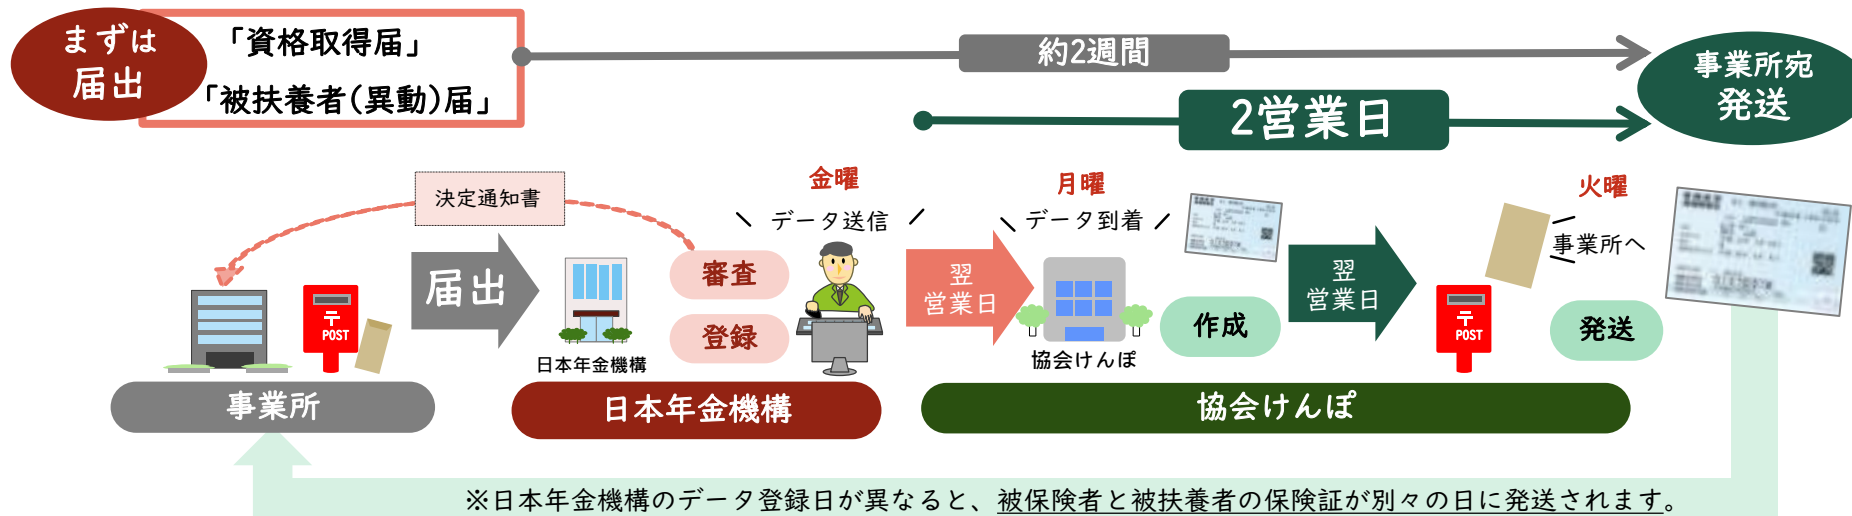 まずは
届出
「資格取得届」
「被扶養者(異動)届」
約2週間
2営業日
事業所宛
発送
決定通知書
金曜
データ送信
月曜
データ到着
火曜
事業所へ
届出
審査
登録
翌
営業日
翌
営業日
作成
発送
POST
POST
日本年金機構
協会けんぽ
事業所
日本年金機構
協会けんぽ
※日本年金機構のデータ登録日が異なると、被保険者と被扶養者の保険証が別々の日に発送されます。